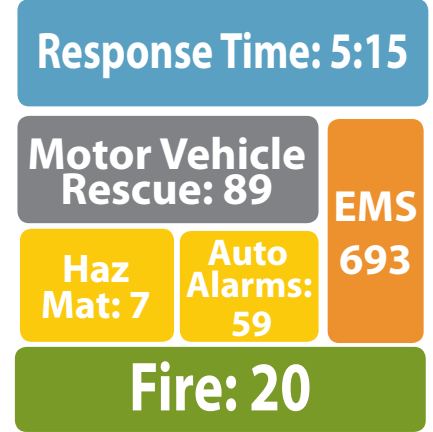 Response Time: 5:15
Motor Vehicle
Rescue: 89
EMS
693
Haz
Mat: 7
Auto
Alarms:
59
Fire: 20